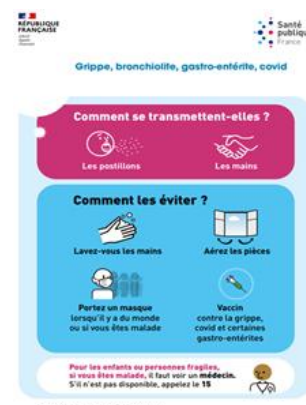 RÉPUBLIQUE
FRANÇAISE
Santé
publique
France
Grippe, bronchiolite, gastro-entérite, covid
Comment se transmettent-elles ?
Les postillons
Les mains
Comment les éviter ?
Lavez-vous les mains
Aérez les pièces
Portez un masque
lorsqu'il y a du monde
ou si vous êtes malade
Vaccin
contre la grippe,
covid et certaines
gastro-entérites
Pour les enfants ou personnes fragiles,
si vous êtes malade, il faut voir un médecin.
S'il n'est pas disponible, appelez le 15